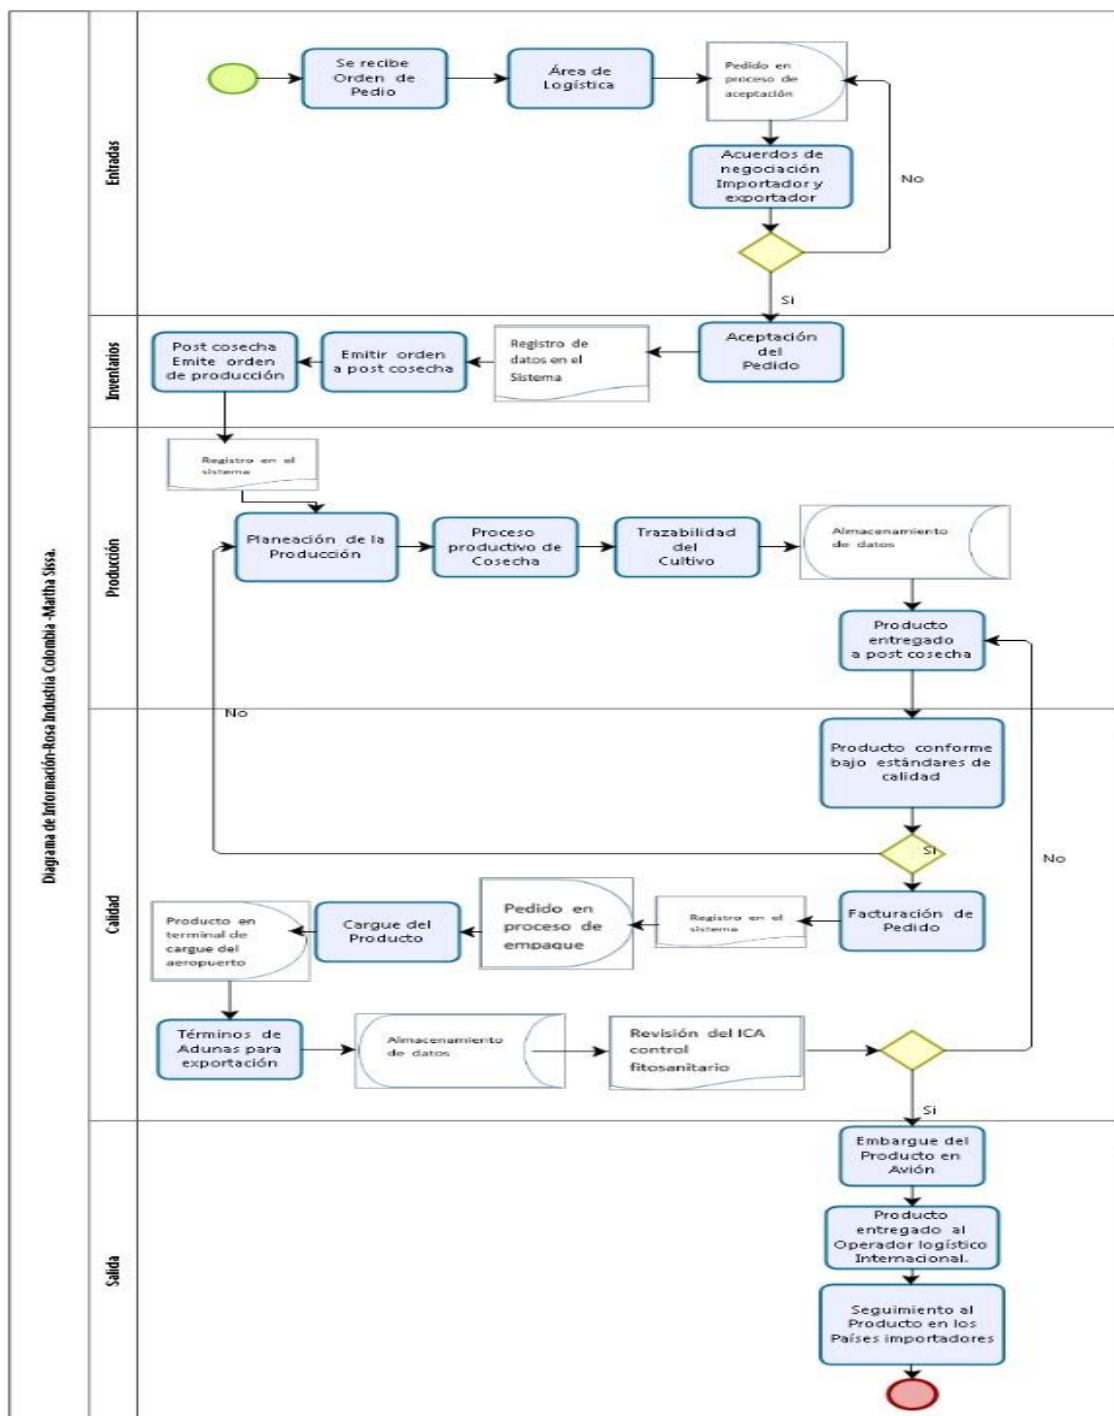 Diagrama de Información-Rosa Industria Colombia -Martha Sissa.
Entradas
Se recibe
Orden de
Pedio
Área de
Logística
Pedido en
proceso de
aceptación
Acuerdos de
negociación
Importador y
exportador
No
Si
Inventarios
Aceptación
del
Pedido
Registro de
datos en el
Sistema
Emitir orden
a post cosecha
Post cosecha
Emite orden
de producción
Producción
Registro en el
sistema
Planeación de la
Producción
Proceso
productivo de
Cosecha
Trazabilidad
del
Cultivo
Almacenamiento
de datos
Producto
entregado
a post cosecha
No
Calidad
Producto conforme
bajo estándares de
calidad
Si
No
Facturación de
Pedido
Registro en el
sistema
Pedido en
proceso de
empaque
Cargue del
Producto
Producto en
terminal de
cargue del
aeropuerto
Términos de
Adunas para
exportación
Almacenamiento
de datos
Revisión del ICA
control
fitosanitario
Si
Salida
Embargue del
Producto en
Avión
Producto
entregado al
Operador logístico
Internacional.
Seguimiento al
Producto en los
Países importadores